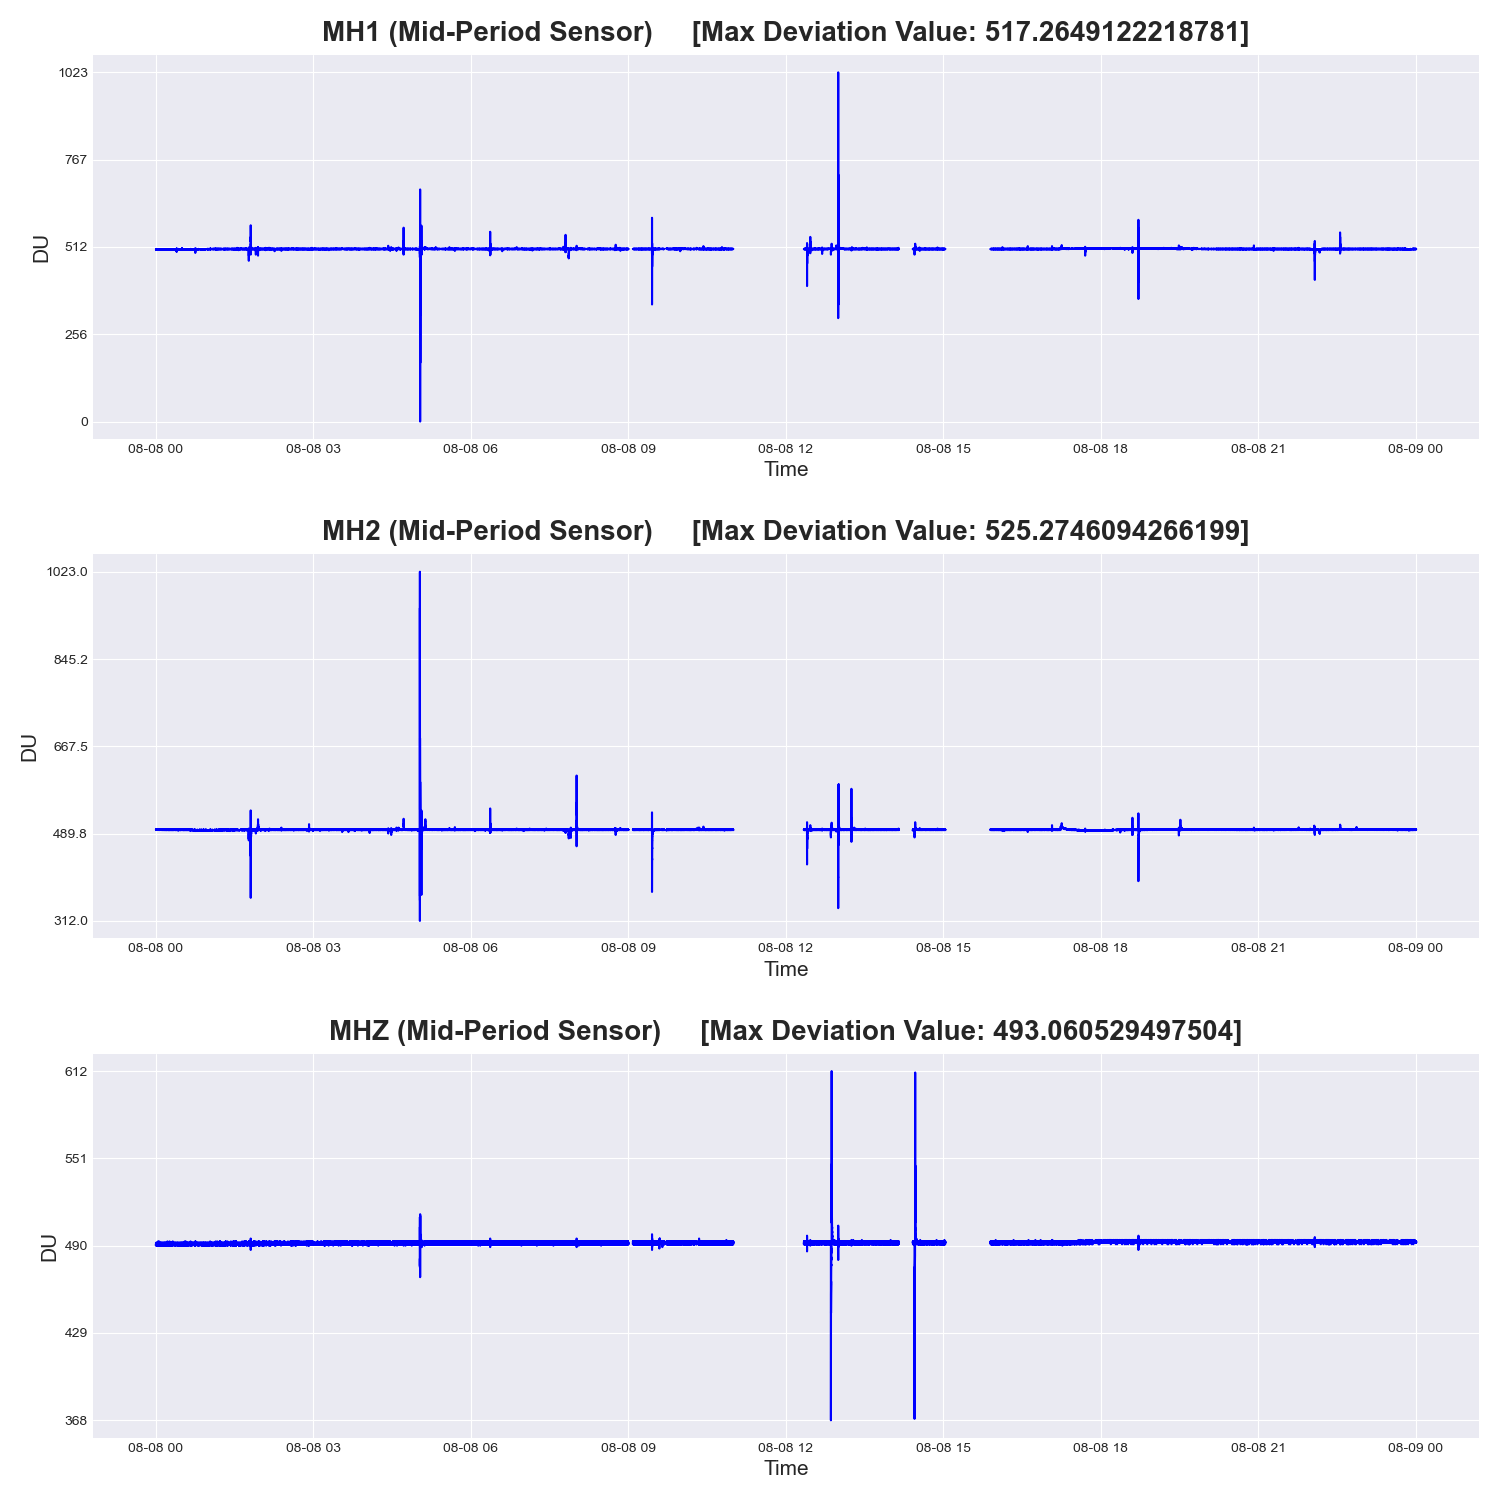 MH1 (Mid-Period Sensor) [Max Deviation Value: 517.2649122218781]
1023
767
512
256
0
DU
08-08 00 08-08 03 08-08 06 08-08 09 08-08 12 08-08 15 08-08 18 08-08 21 08-09 00
Time
MH2 (Mid-Period Sensor) [Max Deviation Value: 525.2746094266199]
1023.0
845.2
667.5
489.8
312.0
DU
08-08 00 08-08 03 08-08 06 08-08 09 08-08 12 08-08 15 08-08 18 08-08 21 08-09 00
Time
MHZ (Mid-Period Sensor) [Max Deviation Value: 493.060529497504]
612
551
490
429
368
DU
08-08 00 08-08 03 08-08 06 08-08 09 08-08 12 08-08 15 08-08 18 08-08 21 08-09 00
Time